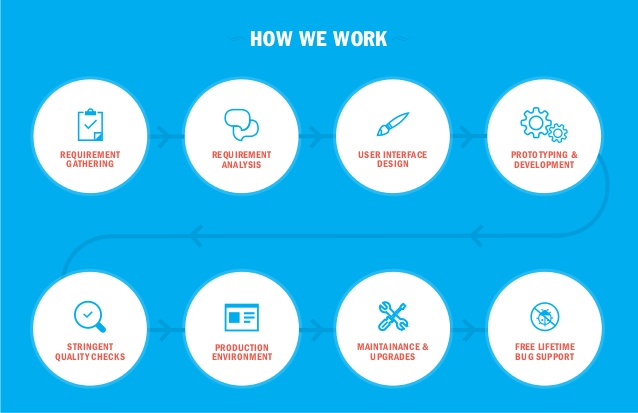 HOW WE WORK
REQUIREMENT
GATHERING
REQUIREMENT
ANALYSIS
USER INTERFACE
DESIGN
PROTOTYPING &
DEVELOPMENT
STRINGENT
QUALITY CHECKS
PRODUCTION
ENVIRONMENT
MAINTAINANCE &
UPGRADES
FREE LIFETIME
BUG SUPPORT